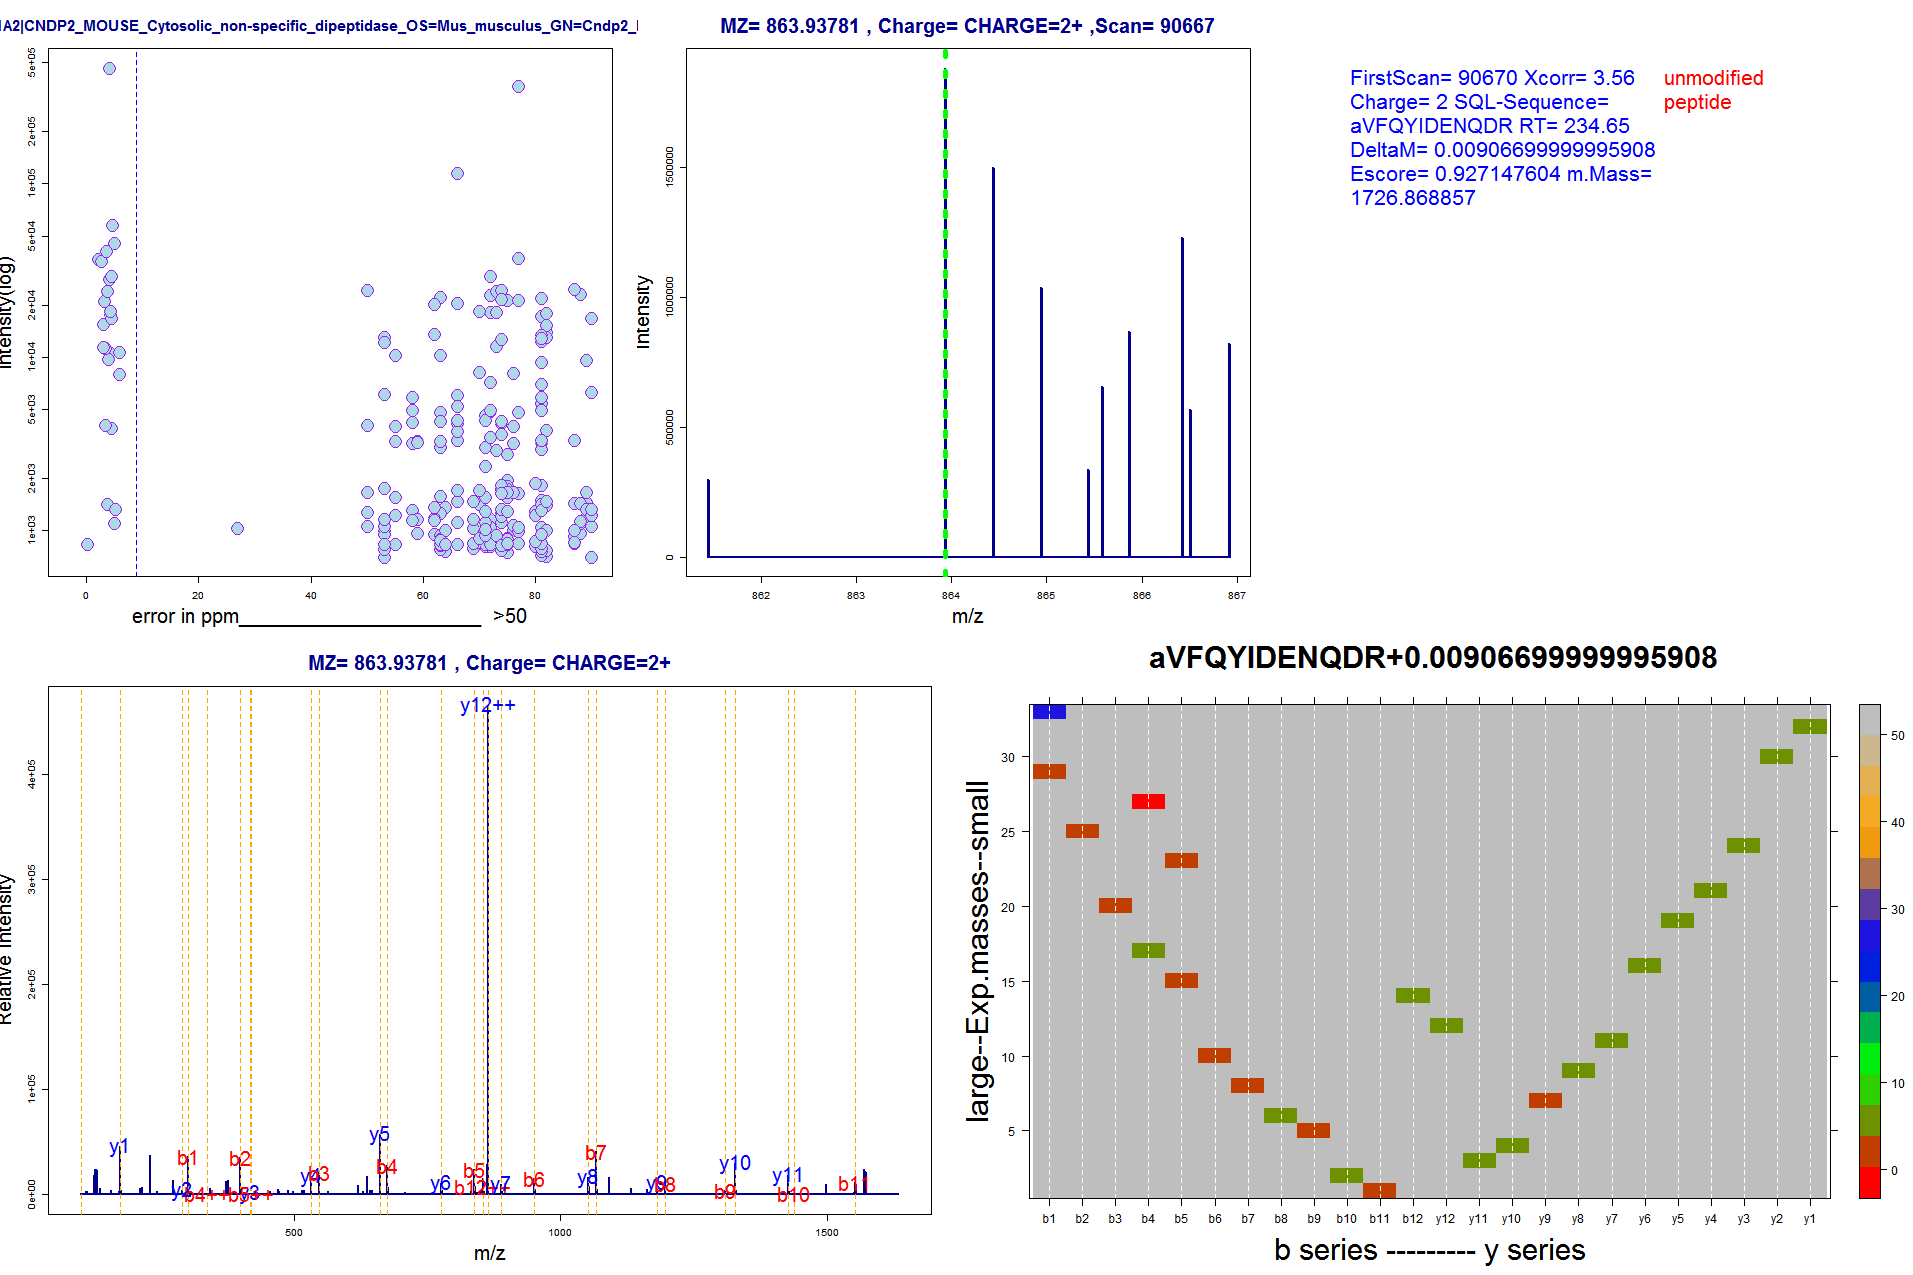 1A2|CNDP2_MOUSE_Cytosolic_non-specific_dipeptidase_OS=Mus_musculus_GN=Cndp2_
Intensity(log)
5e+05
2e+05
1e+05
5e+04
2e+04
1e+04
5e+03
2e+03
1e+03
0 20 40 60 80
error in ppm >50
MZ= 863.93781 , Charge= CHARGE=2+ ,Scan= 90667
Intensity
1500000
1000000
500000
0
862 863 864 865 866 867
m/z
FirstScan= 90670 Xcorr= 3.56
Charge= 2 SQL-Sequence=
aVFQYIDENQDR RT= 234.65
DeltaM= 0.00906699999995908
Escore= 0.927147604 m.Mass=
1726.868857
unmodified
peptide
MZ= 863.93781 , Charge= CHARGE=2+
Relative Intensity
4e+05
3e+05
2e+05
1e+05
0e+00
y12++
y1 y5 b7
b1 b2 b4 b5 y10
y4 b3 y6 y7 b6 y8 y9 b8 y11 b11
y2 y3 b9 b10
500 1000 1500
m/z
aVFQYIDENQDR+0.00906699999995908
large--Exp.masses--small
30
25
20
15
10
5
b1 b2 b3 b4 b5 b6 b7 b8 b9 b10 b11 b12 y12 y11 y10 y9 y8 y7 y6 y5 y4 y3 y2 y1
b series --------- y series
50
40
30
20
10
0